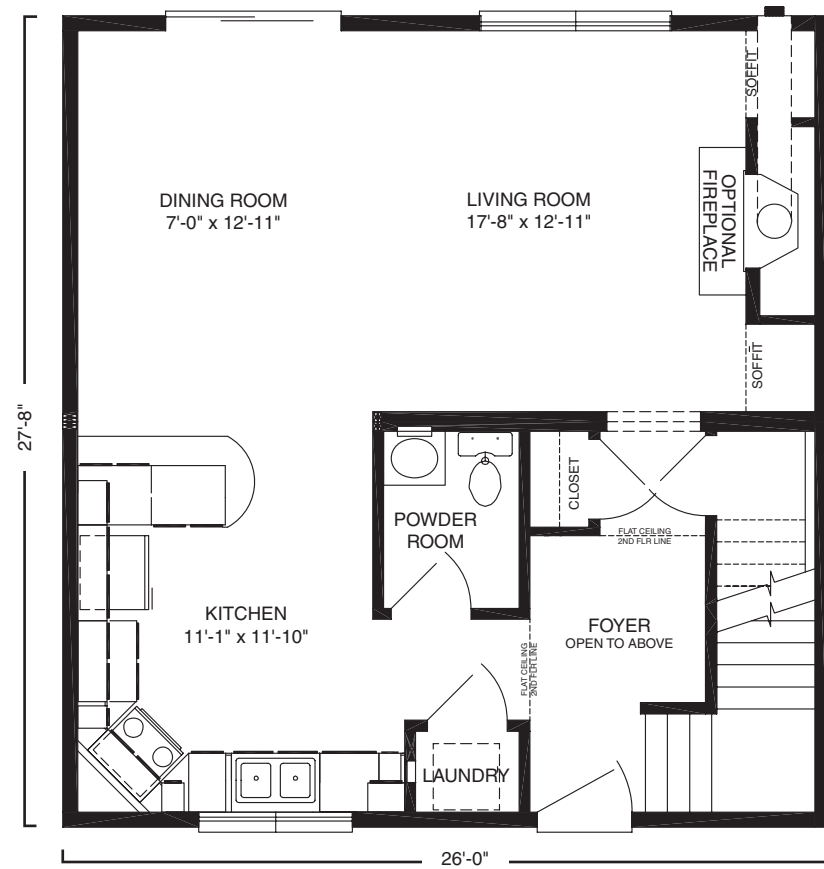 SOFFIT
DINING ROOM
7'-0" x 12'-11"
LIVING ROOM
17'-8" x 12'-11"
OPTIONAL
FIREPLACE
SOFFIT
27'-8"
CLOSET
POWDER
ROOM
FLAT CEILING
2ND FLR LINE
KITCHEN
11'-1" x 11'-10"
FOYER
OPEN TO ABOVE
FLAT CEILING
2ND FLR LINE
LAUNDRY
26'-0"